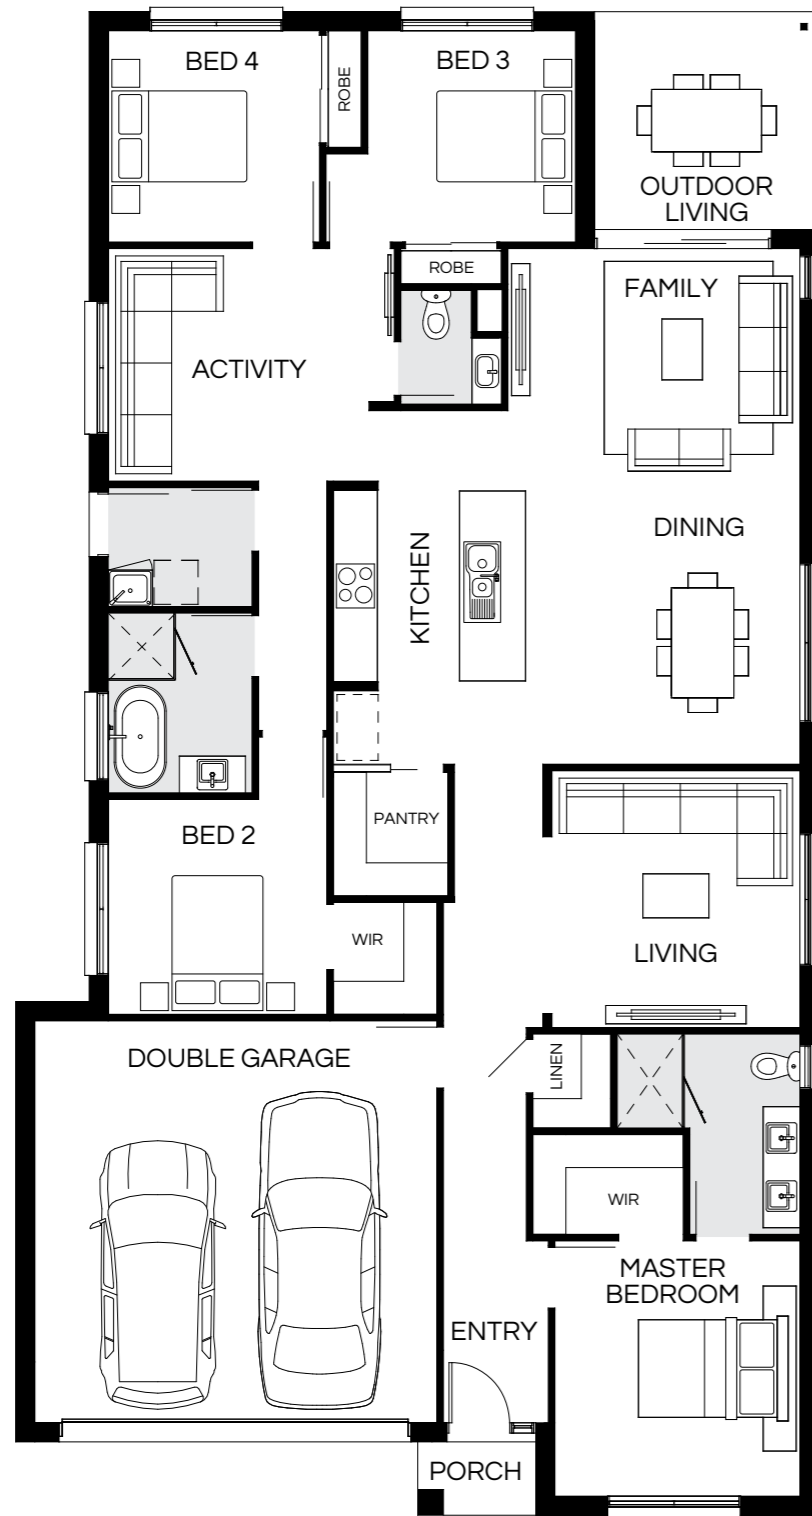 BED 4
ROBE
BED 3
OUTDOOR
LIVING
ROBE
FAMILY
ACTIVITY
DINING
KITCHEN
PANTRY
BED 2
WIR
LIVING
DOUBLE GARAGE
LINEN
WIR
MASTER
BEDROOM
ENTRY
PORCH